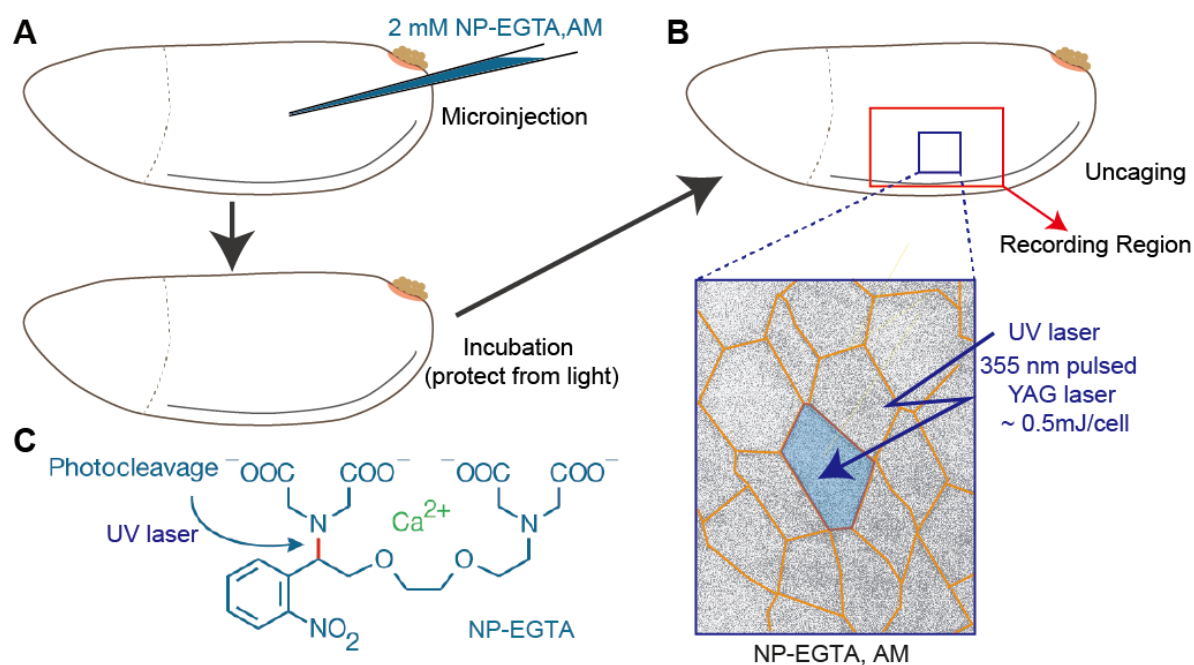 A
2 mM NP-EGTA,AM
Microinjection
Incubation
(protect from light)
B
Uncaging
Recording Region
UV laser
355 nm pulsed
YAG laser
~ 0.5mJ/cell
NP-EGTA, AM
C
Photocleavage
UV laser
⁻OOC COO⁻ ⁻OOC COO⁻
N N
Ca²⁺
O O
NO₂
NP-EGTA